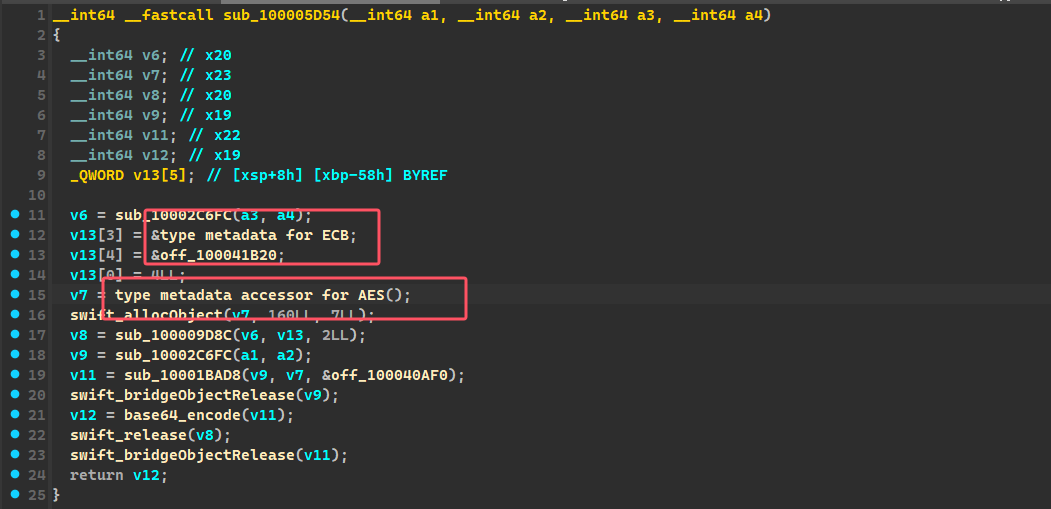 1 __int64 __fastcall sub_100005D54(__int64 a1, __int64 a2, __int64 a3, __int64 a4)
2 {
3 __int64 v6; // x20
4 __int64 v7; // x23
5 __int64 v8; // x20
6 __int64 v9; // x19
7 __int64 v11; // x22
8 __int64 v12; // x19
9 _QWORD v13[5]; // [xsp+8h] [xbp-58h] BYREF
10
11 v6 = sub_10002C6FC(a3, a4);
12 v13[3] = &type metadata for ECB;
13 v13[4] = &off_100041B20;
14 v13[0] = 4LL;
15 v7 = type metadata accessor for AES();
16 swift_allocObject(v7, 160LL, 7LL);
17 v8 = sub_100009D8C(v6, v13, 2LL);
18 v9 = sub_10002C6FC(a1, a2);
19 v11 = sub_10001BAD8(v9, v7, &off_100040AF0);
20 swift_bridgeObjectRelease(v9);
21 v12 = base64_encode(v11);
22 swift_release(v8);
23 swift_bridgeObjectRelease(v11);
24 return v12;
25 }